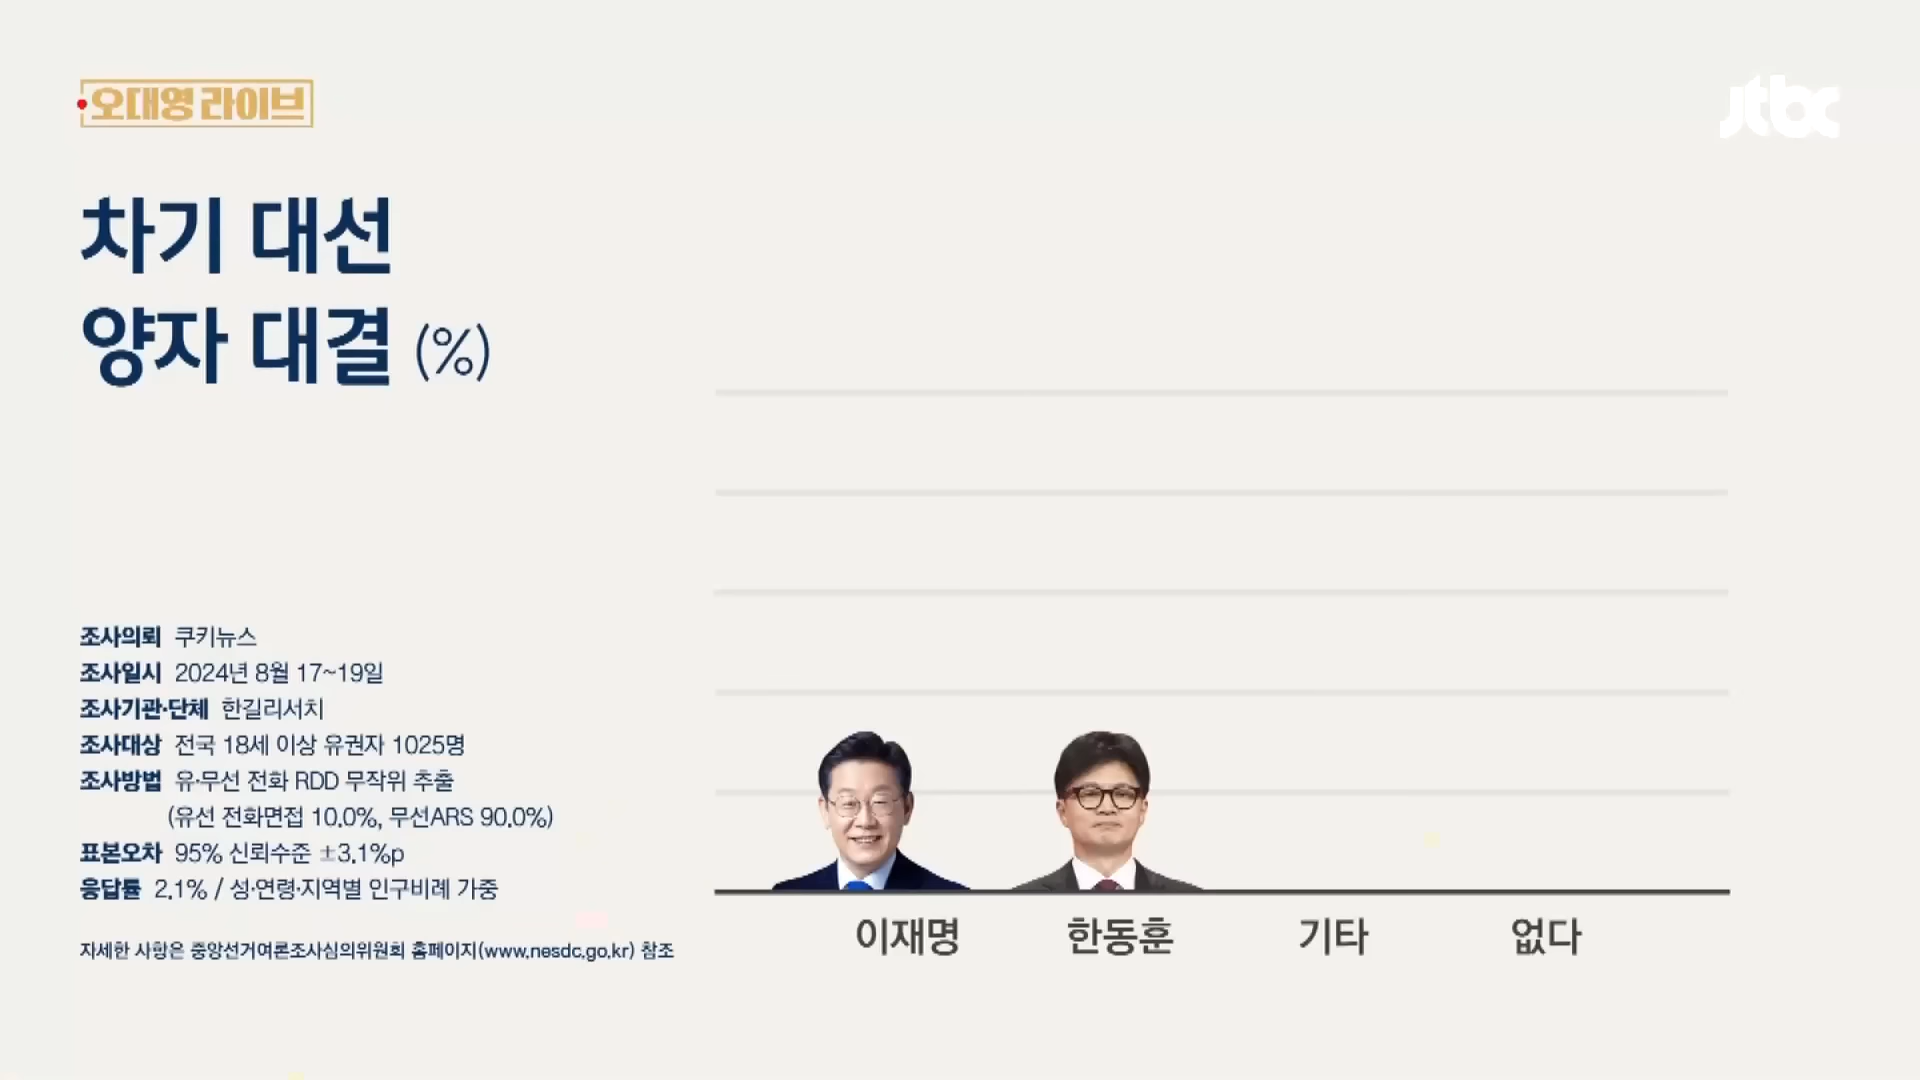 오대영 라이브
jtbc
차기 대선
양자 대결 (%)
조사의뢰 쿠키뉴스
조사일시 2024년 8월 17~19일
조사기관·단체 한길리서치
조사대상 전국 18세 이상 유권자 1025명
조사방법 유·무선 전화 RDD 무작위 추출
(유선 전화면접 10.0%, 무선ARS 90.0%)
표본오차 95% 신뢰수준 ±3.1%p
응답률 2.1% / 성·연령·지역별 인구비례 가중
자세한 사항은 중앙선거여론조사심의위원회 홈페이지(www.nesdc.go.kr) 참조
이재명 한동훈 기타 없다